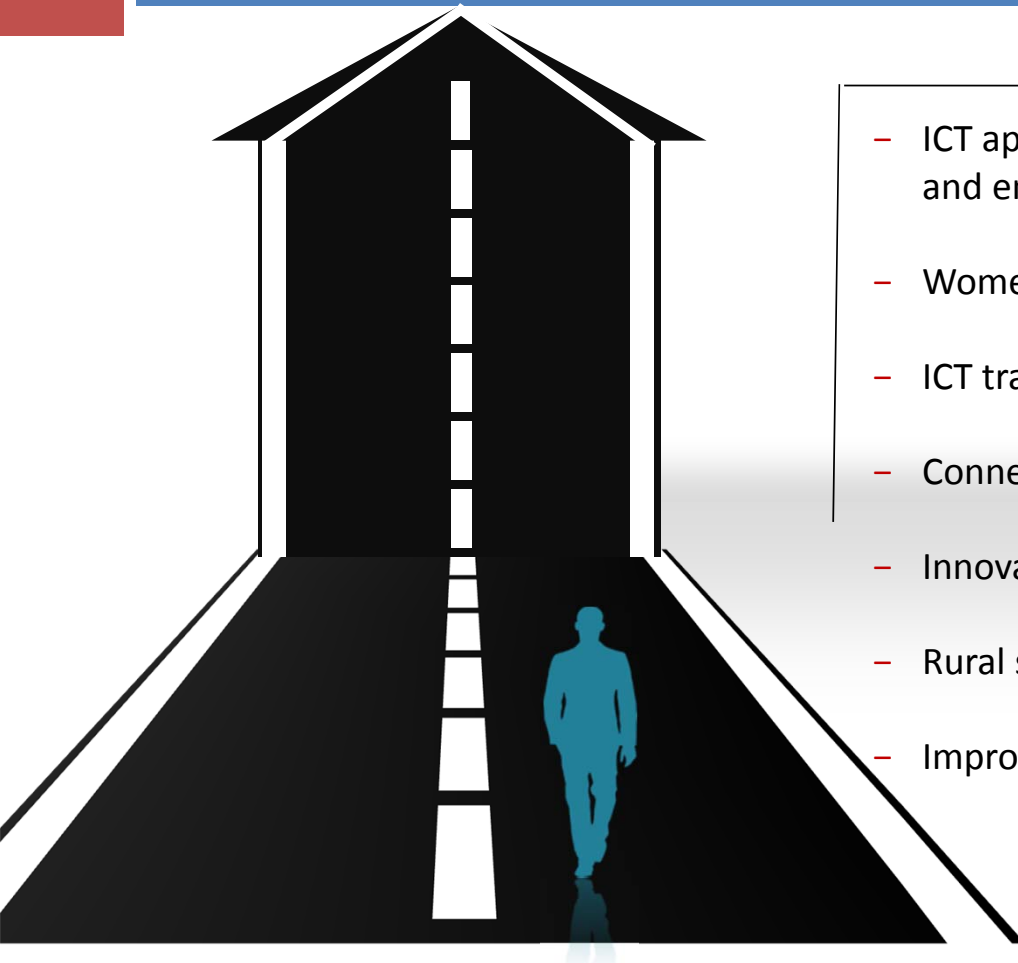 – ICT ap
and er
– Wome
– ICT tra
– Conne
– Innova
– Rural s
– Impro